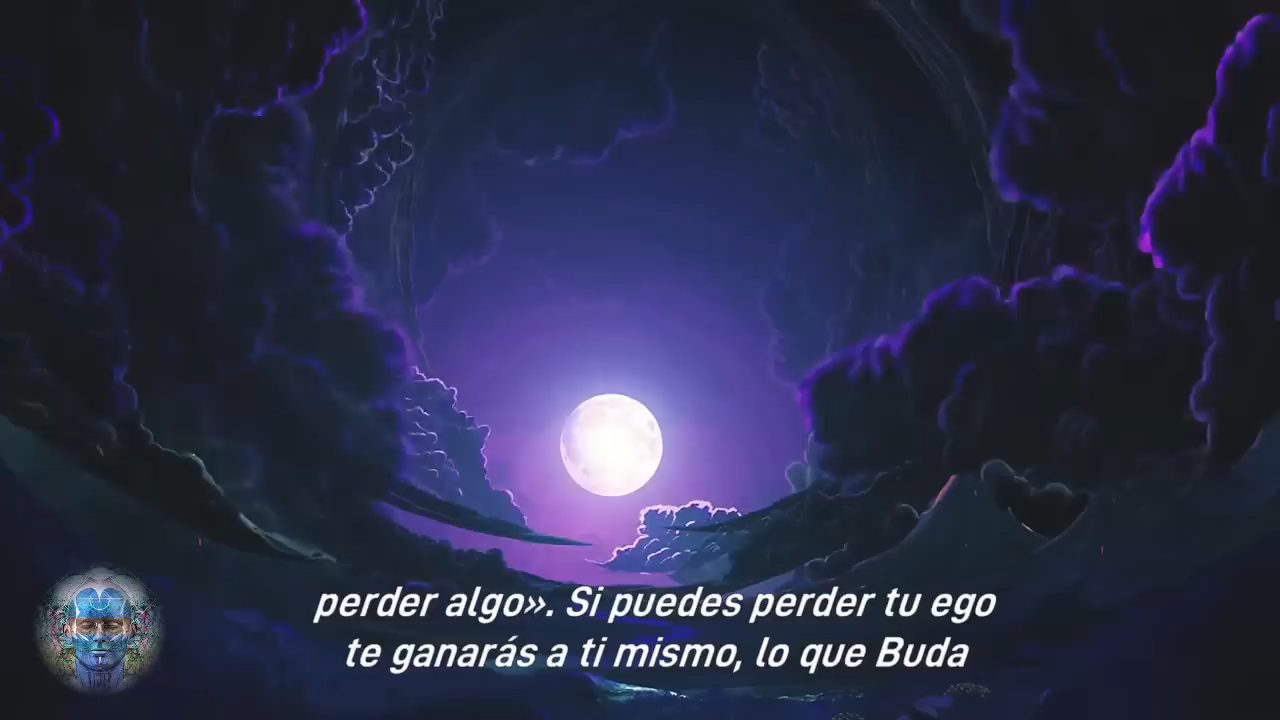 perder algo». Si puedes perder tu ego
te ganarás a ti mismo, lo que Buda